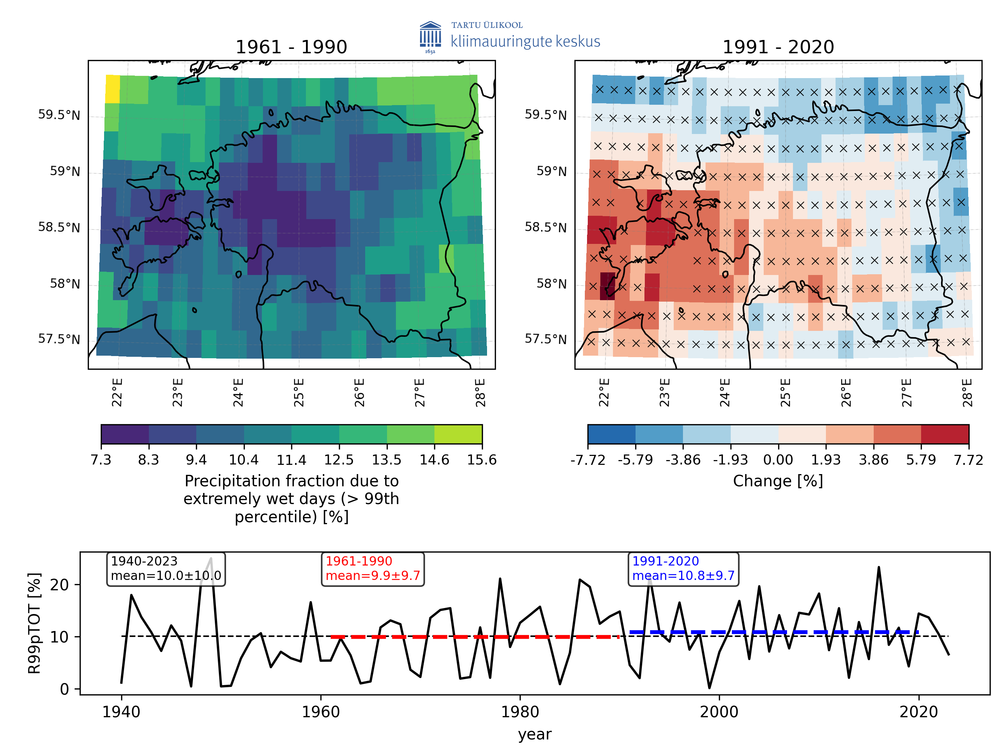 TARTU ÜLIKOOL
kliimauuringute keskus
1632
1961 - 1990
1991 - 2020
59.5°N
59°N
58.5°N
58°N
57.5°N
22°E
23°E
24°E
25°E
26°E
27°E
28°E
59.5°N
59°N
58.5°N
58°N
57.5°N
22°E
23°E
24°E
25°E
26°E
27°E
28°E
7.3 8.3 9.4 10.4 11.4 12.5 13.5 14.6 15.6
Precipitation fraction due to
extremely wet days (> 99th
percentile) [%]
-7.72 -5.79 -3.86 -1.93 0.00 1.93 3.86 5.79 7.72
Change [%]
1940-2023
mean=10.0±10.0
1961-1990
mean=9.9±9.7
1991-2020
mean=10.8±9.7
R99pTOT [%]
20
10
0
1940 1960 1980 2000 2020
year